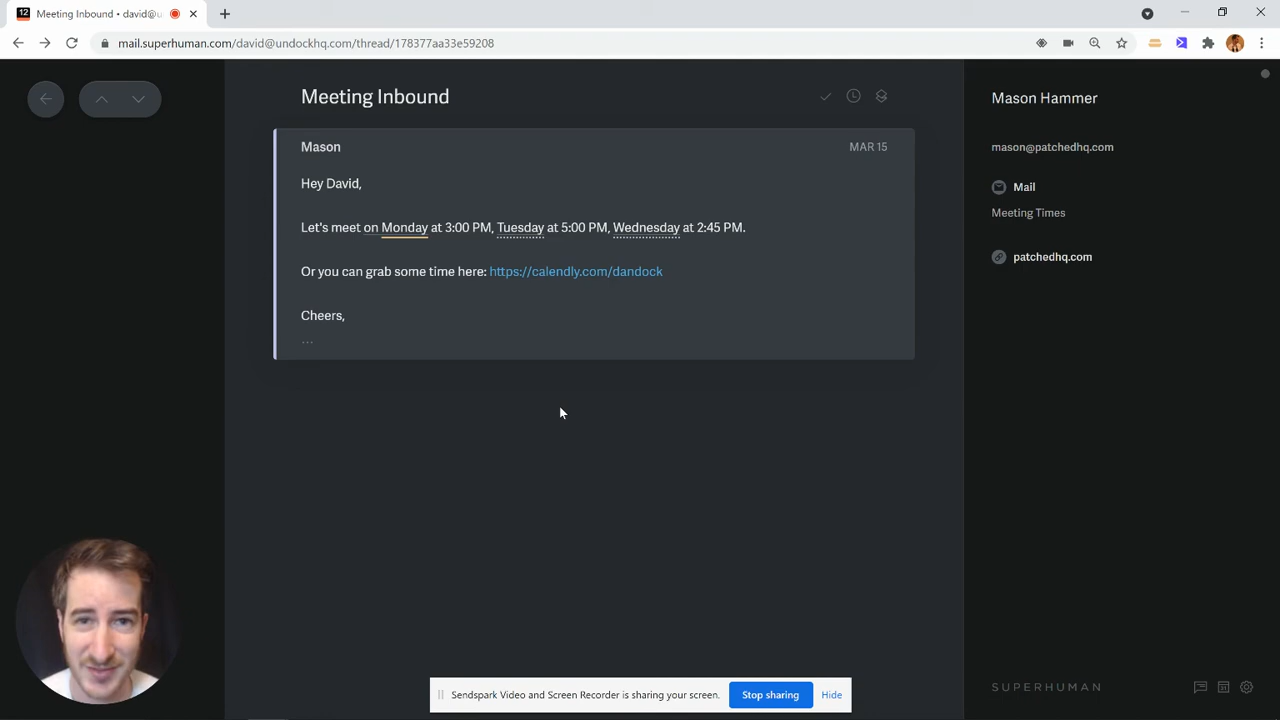 Meeting Inbound • david@u
mail.superhuman.com/david@undockhq.com/thread/178377aa33e59208
Meeting Inbound
Mason
MAR 15
Hey David,
Let's meet on Monday at 3:00 PM, Tuesday at 5:00 PM, Wednesday at 2:45 PM.
Or you can grab some time here: https://calendly.com/dandock
Cheers,
...
Mason Hammer
mason@patchedhq.com
Mail
Meeting Times
patchedhq.com
Sendspark Video and Screen Recorder is sharing your screen.
Stop sharing
Hide
SUPERHUMAN